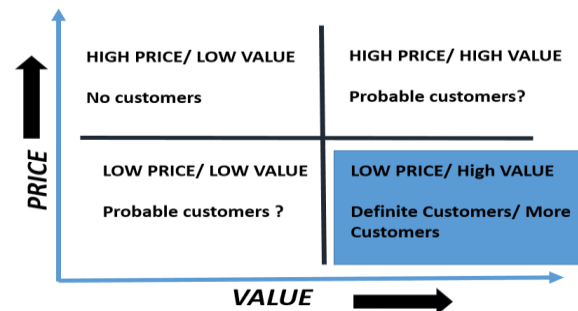 HIGH PRICE/ LOW VALUE
No customers
HIGH PRICE/ HIGH VALUE
Probable customers?
LOW PRICE/ LOW VALUE
Probable customers ?
LOW PRICE/ High VALUE
Definite Customers/ More
Customers
PRICE
VALUE